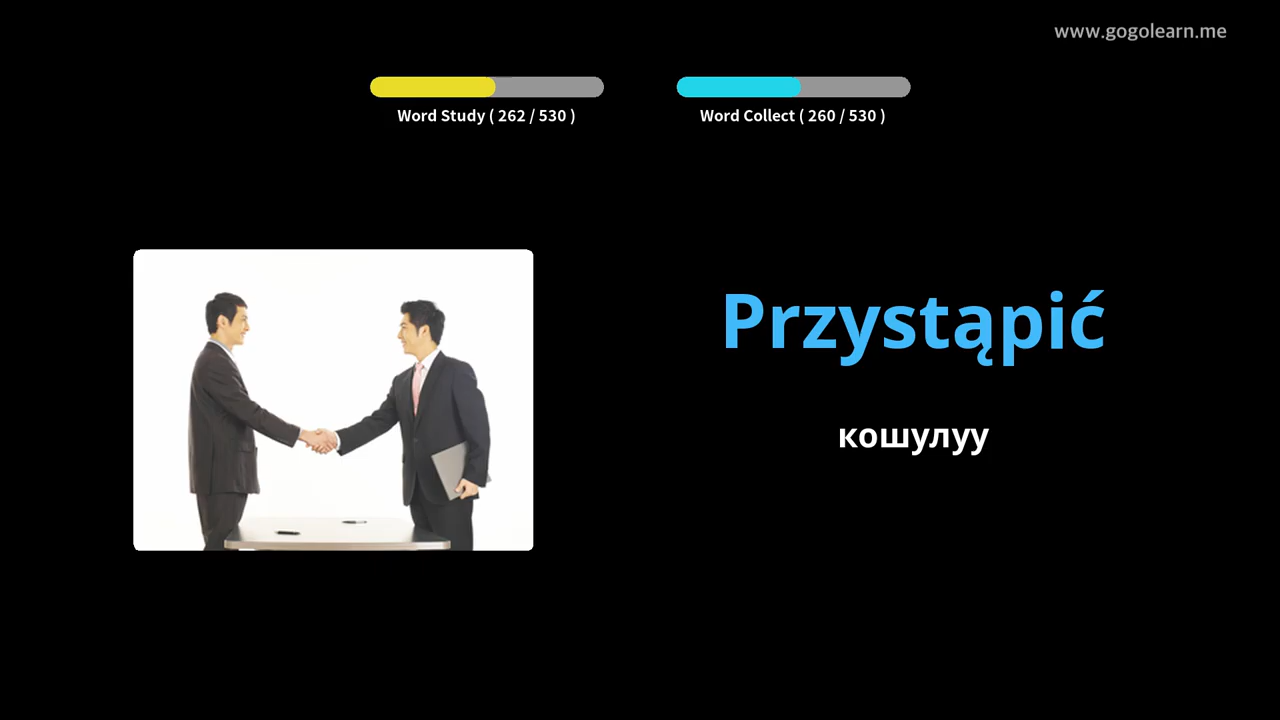 www.gogolearn.me
Word Study ( 262 / 530 )
Word Collect ( 260 / 530 )
Przystąpić
кошулуу